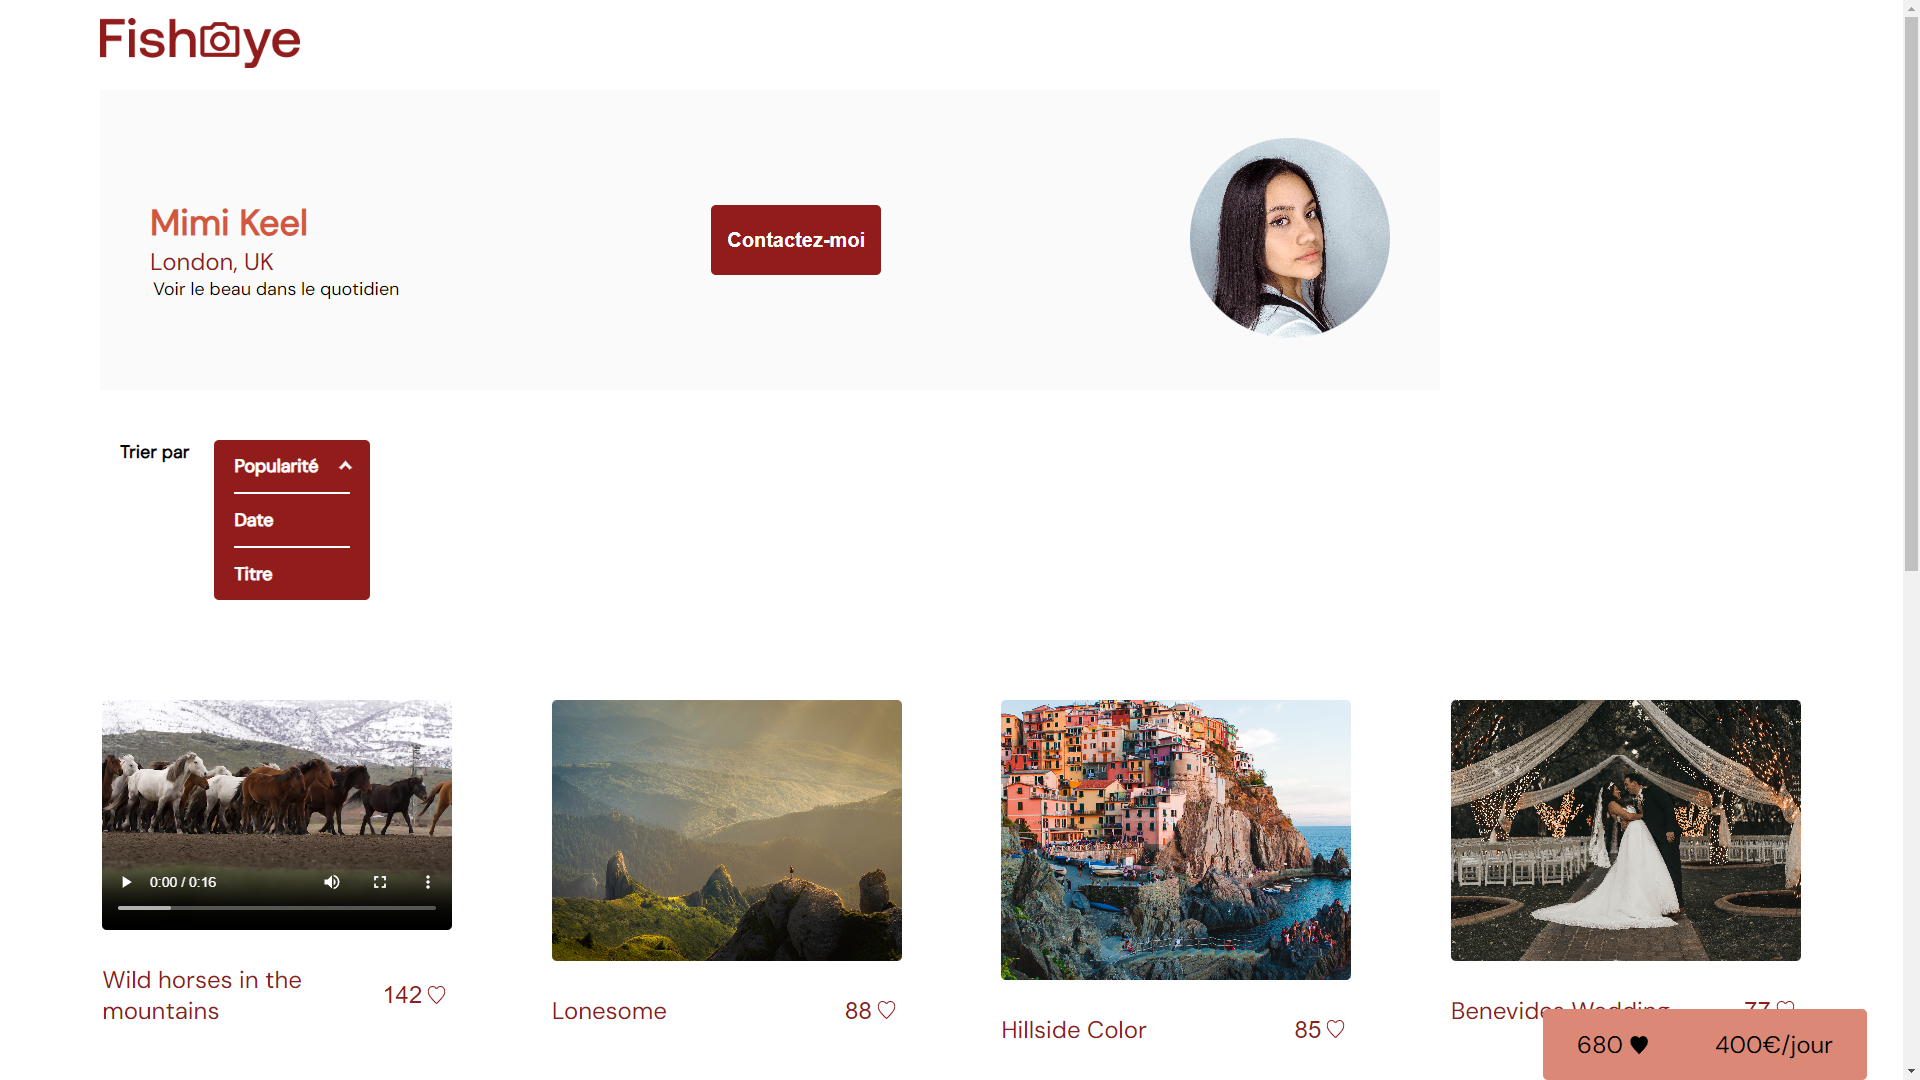 Fisheye
Mimi Keel
London, UK
Voir le beau dans le quotidien
Contactez-moi
Trier par
Popularité
Date
Titre
0:00 / 0:16
Wild horses in the
mountains
142
Lonesome
88
Hillside Color
85
Benevides Wedding
77
680
400€/jour